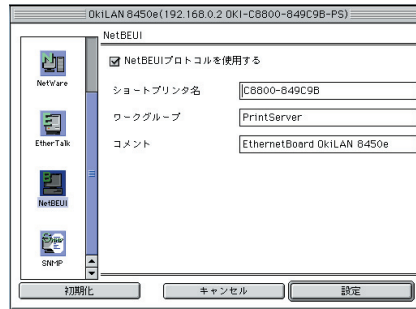 OkiLAN 8450e(192.168.0.2 OKI-C8800-849C9B-PS)
NetWare
EtherTalk
NetBEUI
SNMP
NetBEUI
NetBEUIプロトコルを使用する
ショートプリンタ名 C8800-849C9B
ワークグループ PrintServer
コメント EthernetBoard OkiLAN 8450e
初期化 キャンセル 設定